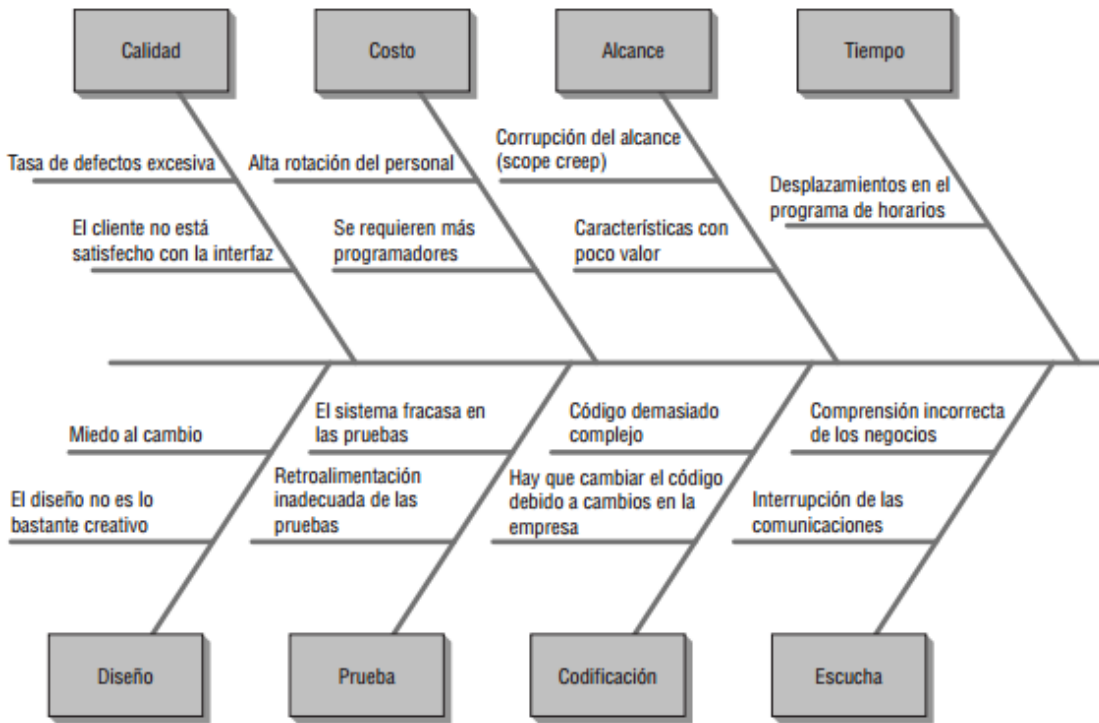 Calidad
Costo
Alcance
Tiempo
Tasa de defectos excesiva
El cliente no está
satisfecho con la interfaz
Alta rotación del personal
Se requieren más
programadores
Corrupción del alcance
(scope creep)
Características con
poco valor
Desplazamientos en el
programa de horarios
Miedo al cambio
El diseño no es lo
bastante creativo
El sistema fracasa en
las pruebas
Retroalimentación
inadecuada de las
pruebas
Código demasiado
complejo
Hay que cambiar el código
debido a cambios en la
empresa
Comprensión incorrecta
de los negocios
Interrupción de las
comunicaciones
Diseño
Prueba
Codificación
Escucha